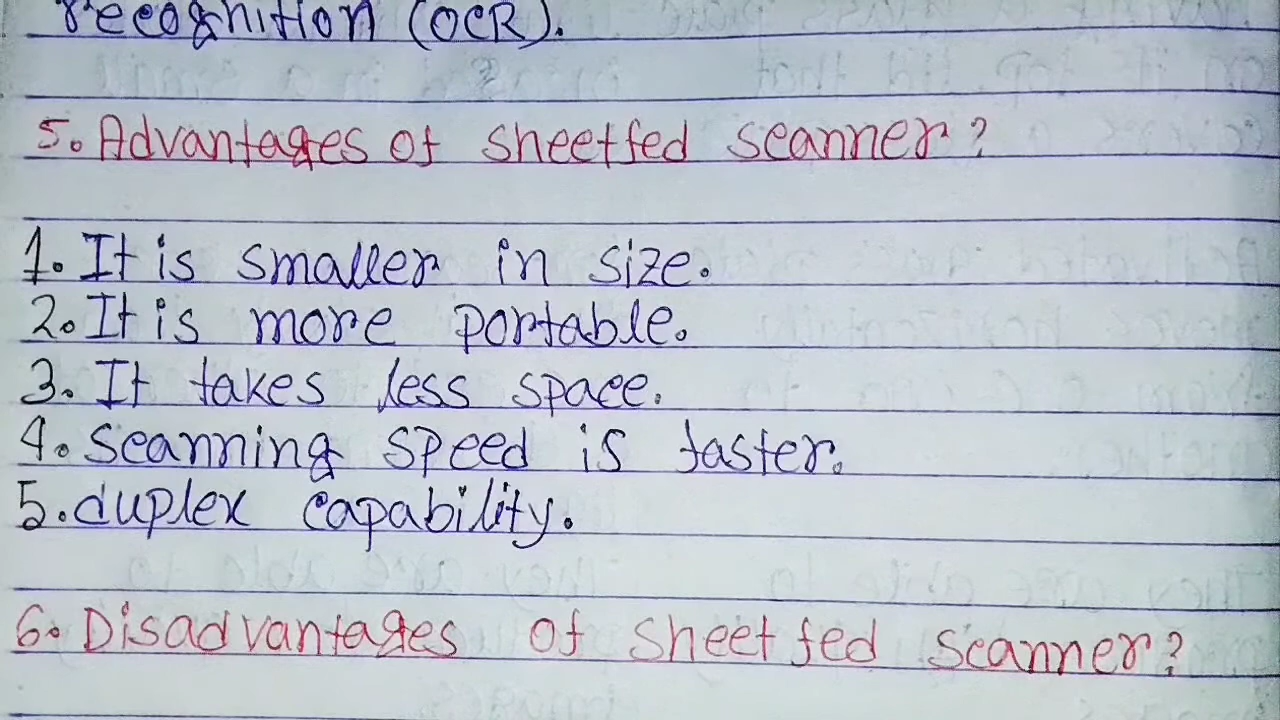 recognition (OCR).
5. Advantages of sheetfed scanner?
1. It is smaller in size.
2. It is more portable.
3. It takes less space.
4. Scanning speed is faster.
5. duplex capability.
6. Disadvantages of sheet fed scanner?